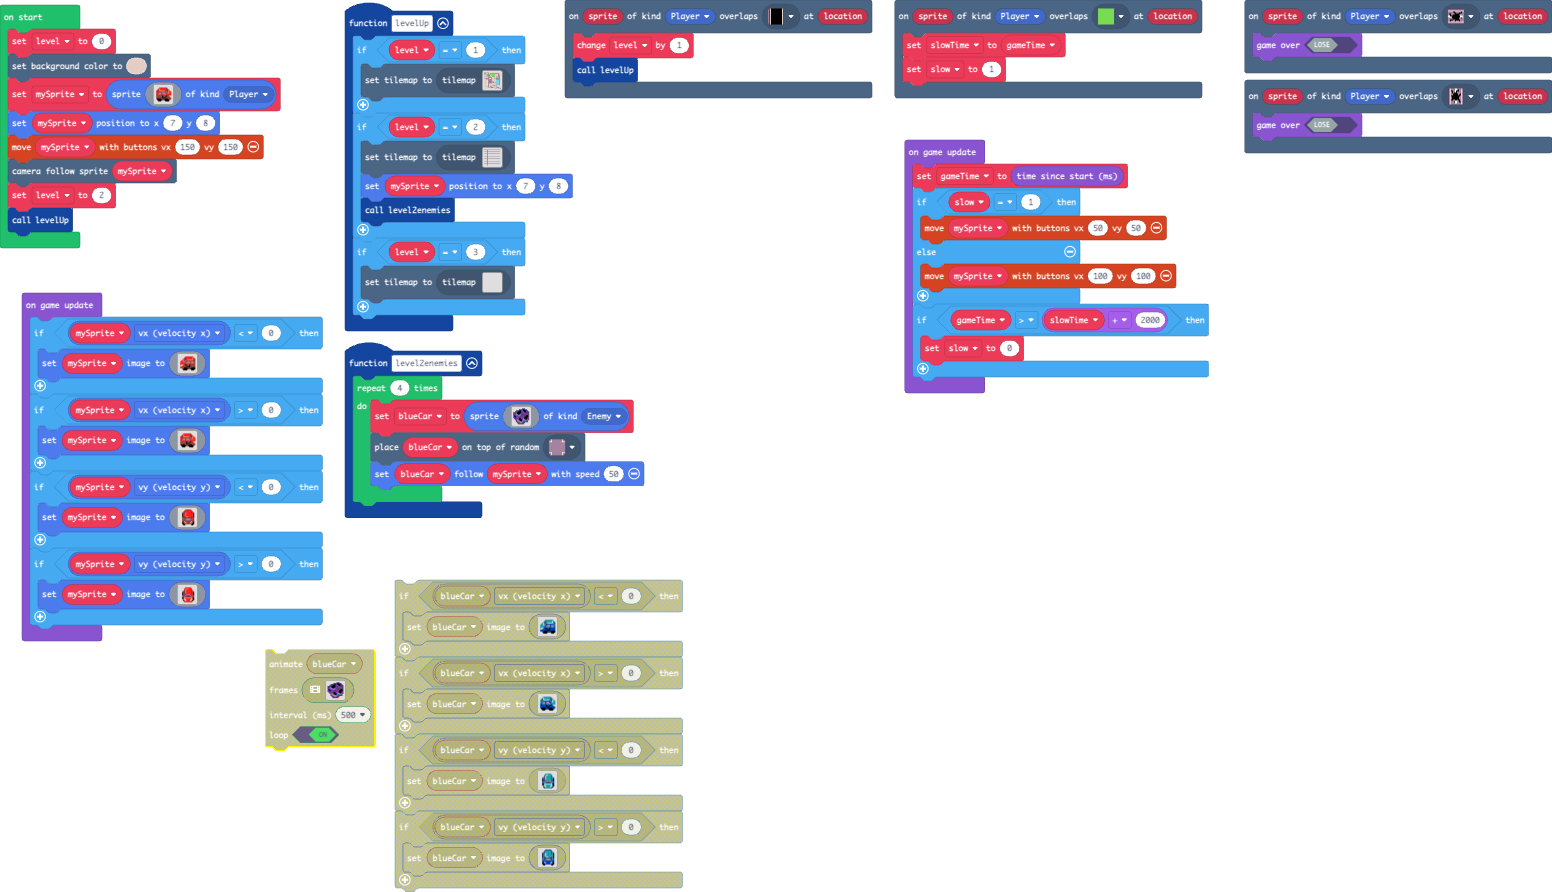 on start
set level to 0
set background color to
set mySprite to sprite of kind Player
set mySprite position to x 7 y 8
move mySprite with buttons vx 150 vy 150
camera follow sprite mySprite
set level to 2
call levelUp
on game update
if mySprite vx (velocity x) < 0 then
set mySprite image to
if mySprite vx (velocity x) > 0 then
set mySprite image to
if mySprite vy (velocity y) < 0 then
set mySprite image to
if mySprite vy (velocity y) > 0 then
set mySprite image to
function levelUp
if level = 1 then
set tilemap to tilemap
if level = 2 then
set tilemap to tilemap
set mySprite position to x 7 y 8
call level2enemies
if level = 3 then
set tilemap to tilemap
function level2enemies
repeat 4 times
do
set blueCar to sprite of kind Enemy
place blueCar on top of random
set blueCar follow mySprite with speed 50
animate blueCar
frames
interval (ms) 500
loop ON
if blueCar vx (velocity x) < 0 then
set blueCar image to
if blueCar vx (velocity x) > 0 then
set blueCar image to
if blueCar vy (velocity y) < 0 then
set blueCar image to
if blueCar vy (velocity y) > 0 then
set blueCar image to
on sprite of kind Player overlaps at location
change level by 1
call levelUp
on sprite of kind Player overlaps at location
set slowTime to gameTime
set slow to 1
on game update
set gameTime to time since start (ms)
if slow = 1 then
move mySprite with buttons vx 50 vy 50
else
move mySprite with buttons vx 100 vy 100
if gameTime > slowTime + 2000 then
set slow to 0
on sprite of kind Player overlaps at location
game over LOSE
on sprite of kind Player overlaps at location
game over LOSE